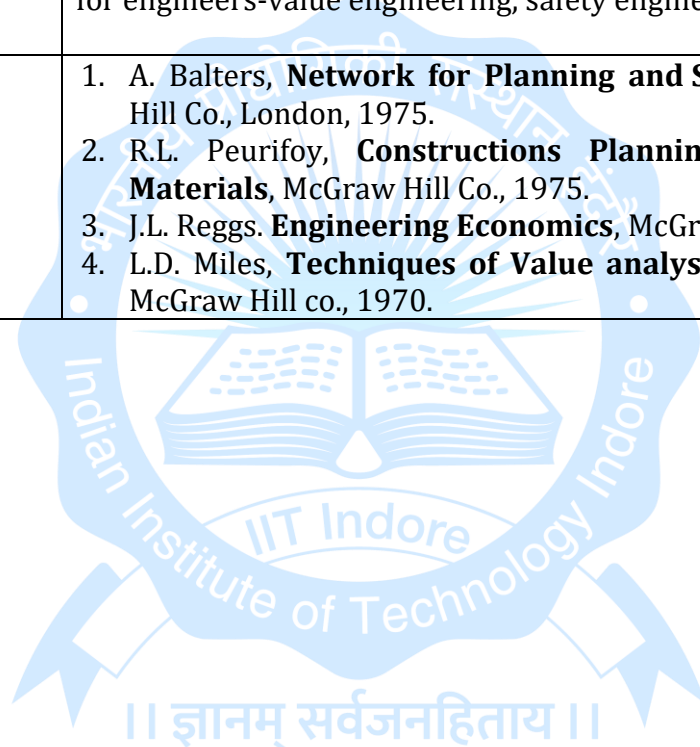 for engineers-value engineering, safety engine
1. A. Balters, Network for Planning and S
Hill Co., London, 1975.
2. R.L. Peurifoy, Constructions Plannin
Materials, McGraw Hill Co., 1975.
3. J.L. Reggs. Engineering Economics, McGr
4. L.D. Miles, Techniques of Value analys
McGraw Hill co., 1970.
भारतीय प्रौद्योगिकी संस्थान इंदौर
Indian Institute of Technology Indore
IIT Indore
।। ज्ञानम् सर्वजनहिताय ।।